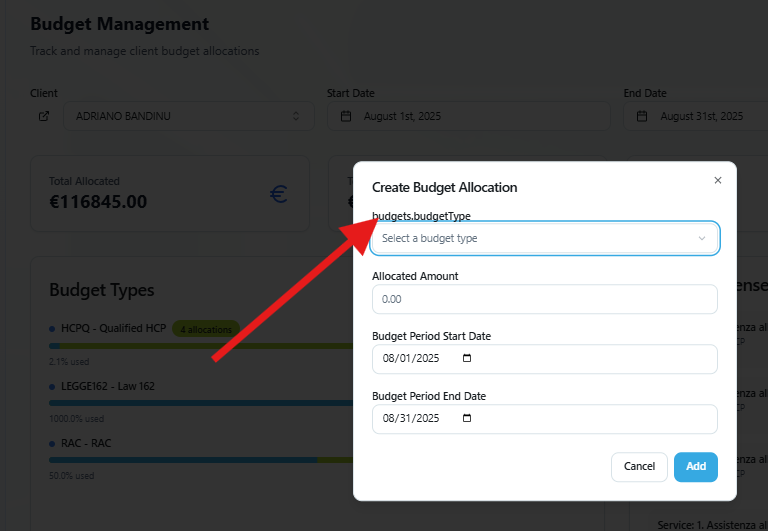 Budget Management
Track and manage client budget allocations
Client
Start Date
End Date
ADRIANO BANDINU
August 1st, 2025
August 31st, 2025
Total Allocated
€116845.00
€
Create Budget Allocation
budgets.budgetType
Select a budget type
Allocated Amount
0.00
Budget Period Start Date
08/01/2025
Budget Period End Date
08/31/2025
Cancel
Add
Budget Types
HCPQ - Qualified HCP
4 allocations
2.1% used
LEGGE162 - Law 162
1000.0% used
RAC - RAC
50.0% used
Service: 1. Assistenza al